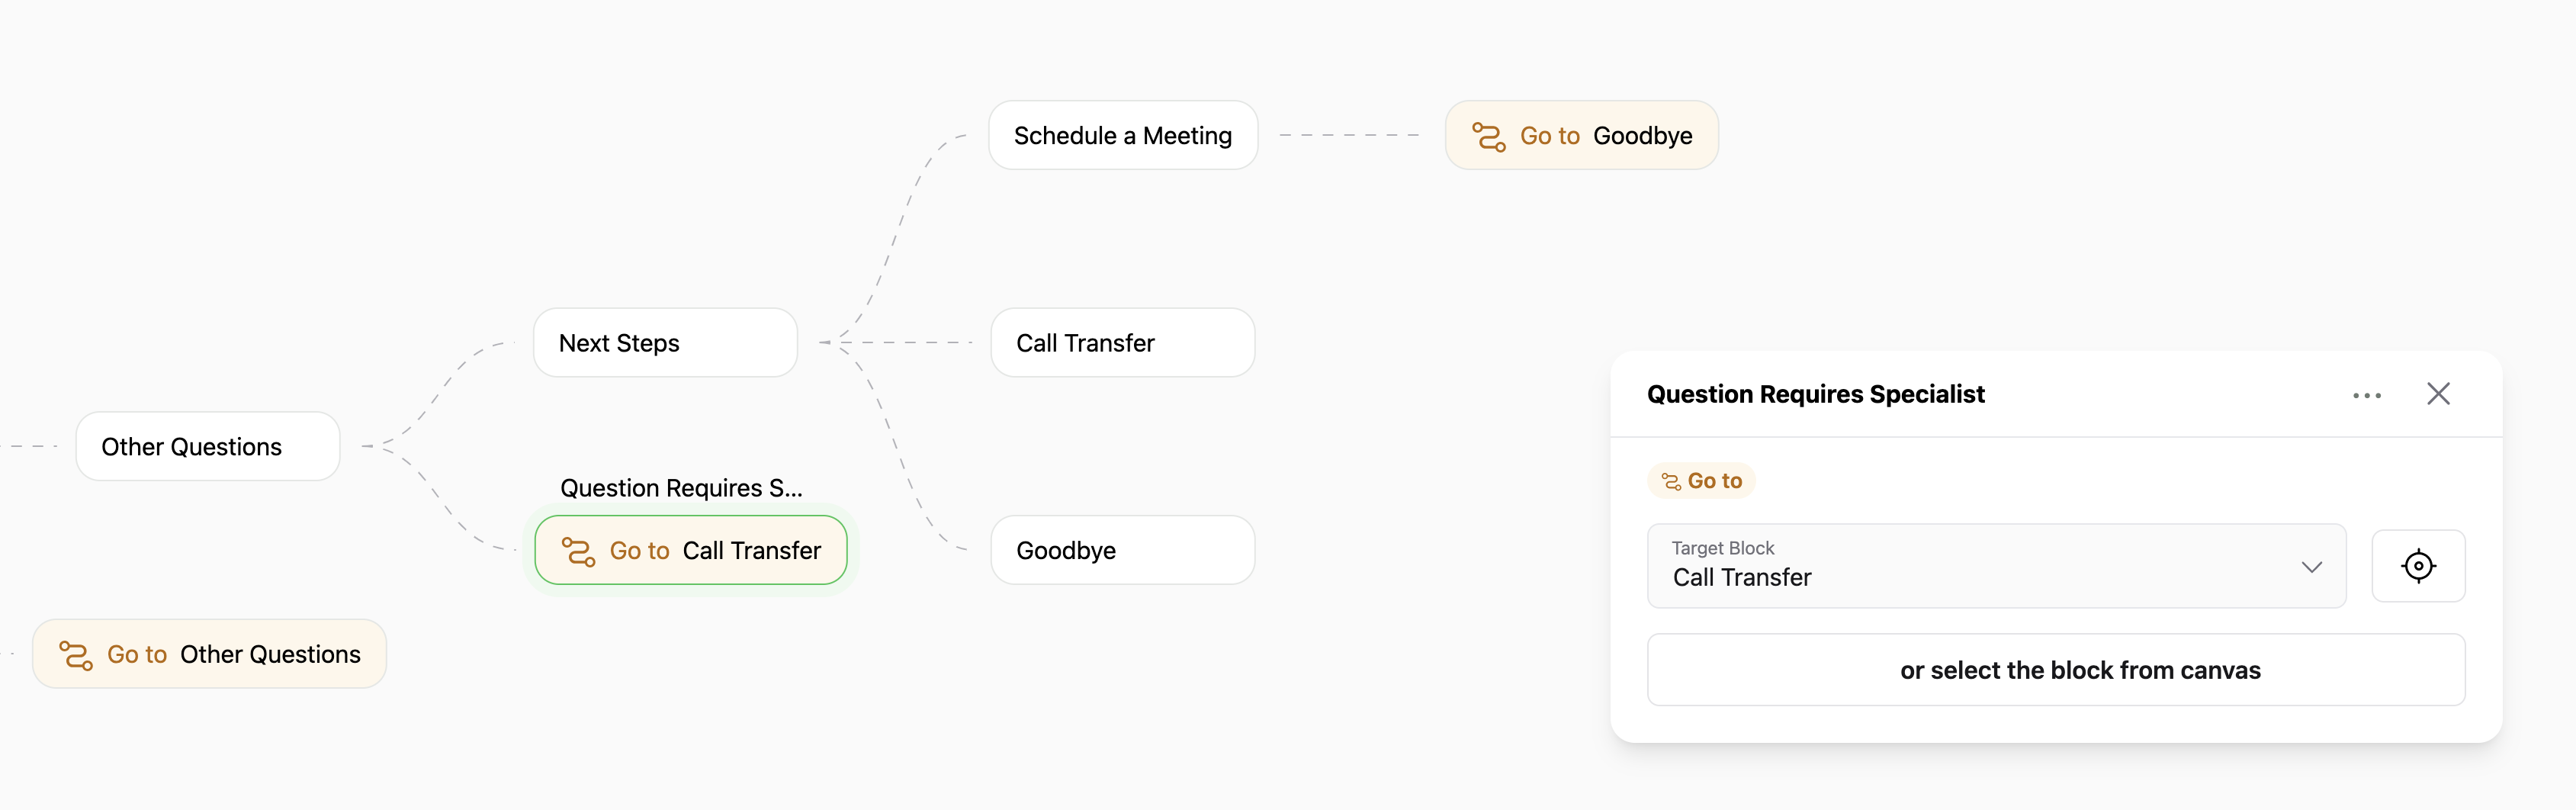 Schedule a Meeting
Go to Goodbye
Next Steps
Call Transfer
Other Questions
Question Requires S...
Go to Call Transfer
Goodbye
Go to Other Questions
Question Requires Specialist
Go to
Target Block
Call Transfer
or select the block from canvas